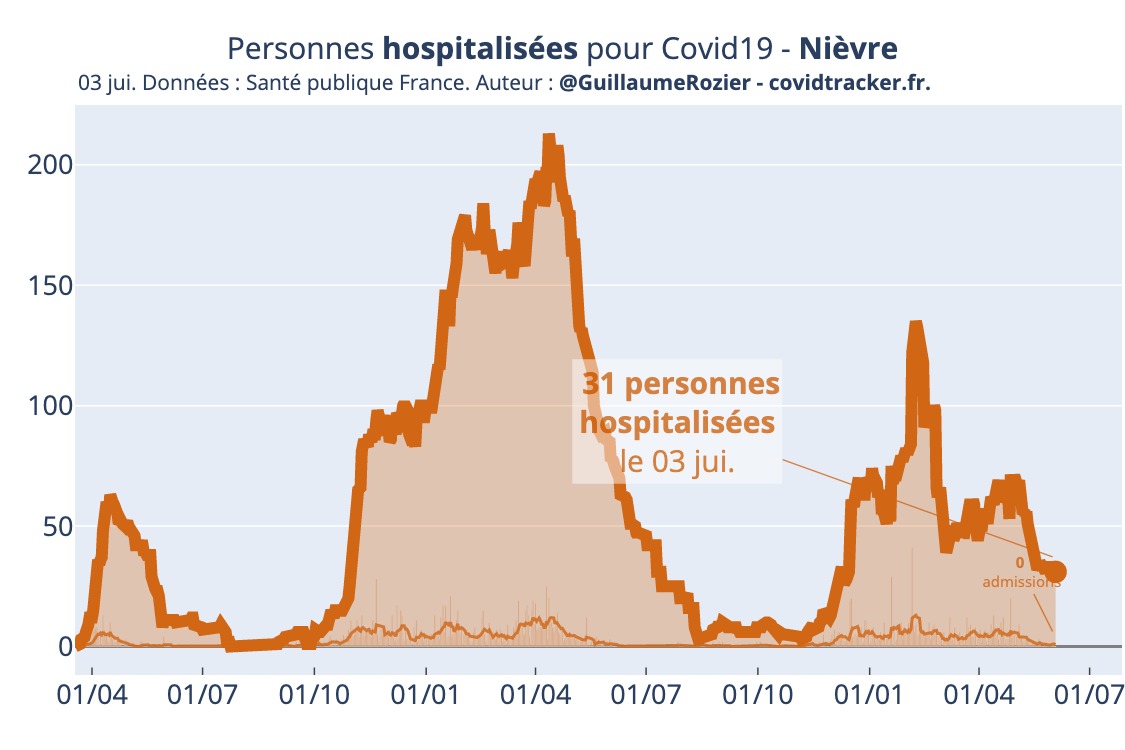 Personnes hospitalisées pour Covid19 - Nièvre
03 jui. Données : Santé publique France. Auteur : @GuillaumeRozier - covidtracker.fr.
200
150
100
50
0
31 personnes
hospitalisées
le 03 jui.
0
admissions
01/04 01/07 01/10 01/01 01/04 01/07 01/10 01/01 01/04 01/07